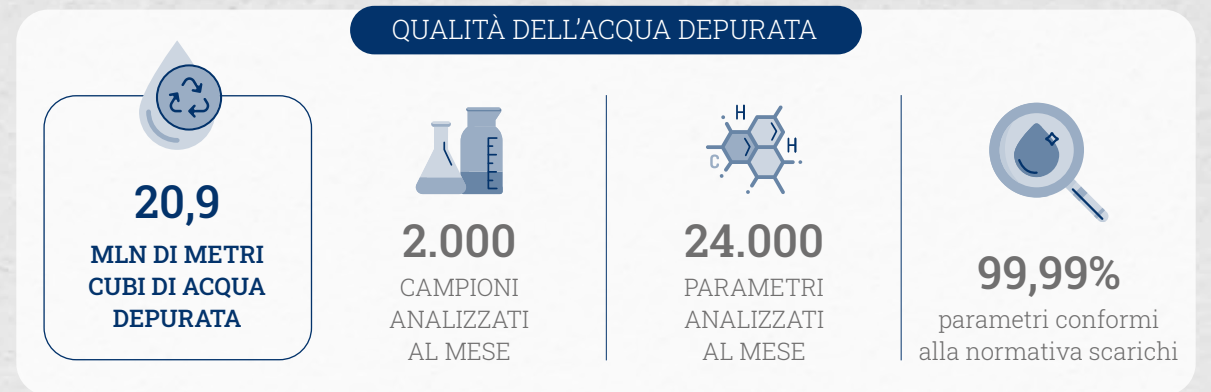 QUALITÀ DELL'ACQUA DEPURATA
20,9
MLN DI METRI
CUBI DI ACQUA
DEPURATA
2.000
CAMPIONI
ANALIZZATI
AL MESE
H
H
C
24.000
PARAMETRI
ANALIZZATI
AL MESE
99,99%
parametri conformi
alla normativa scarichi